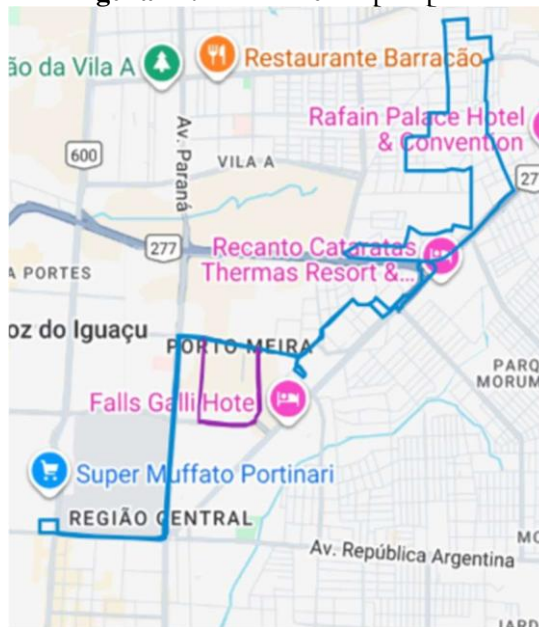 ão da Vila A
Restaurante Barracão
Rafain Palace Hotel
& Convention
600
Av. Paraná
VILA A
277
27
Recanto Cataratas
Thermas Resort &...
A PORTES
oz do Iguaçu
PORTO MEIRA
PARQ
MORUM
Falls Galli Hote
Super Muffato Portinari
REGIÃO CENTRAL
Av. República Argentina
MO
JARD